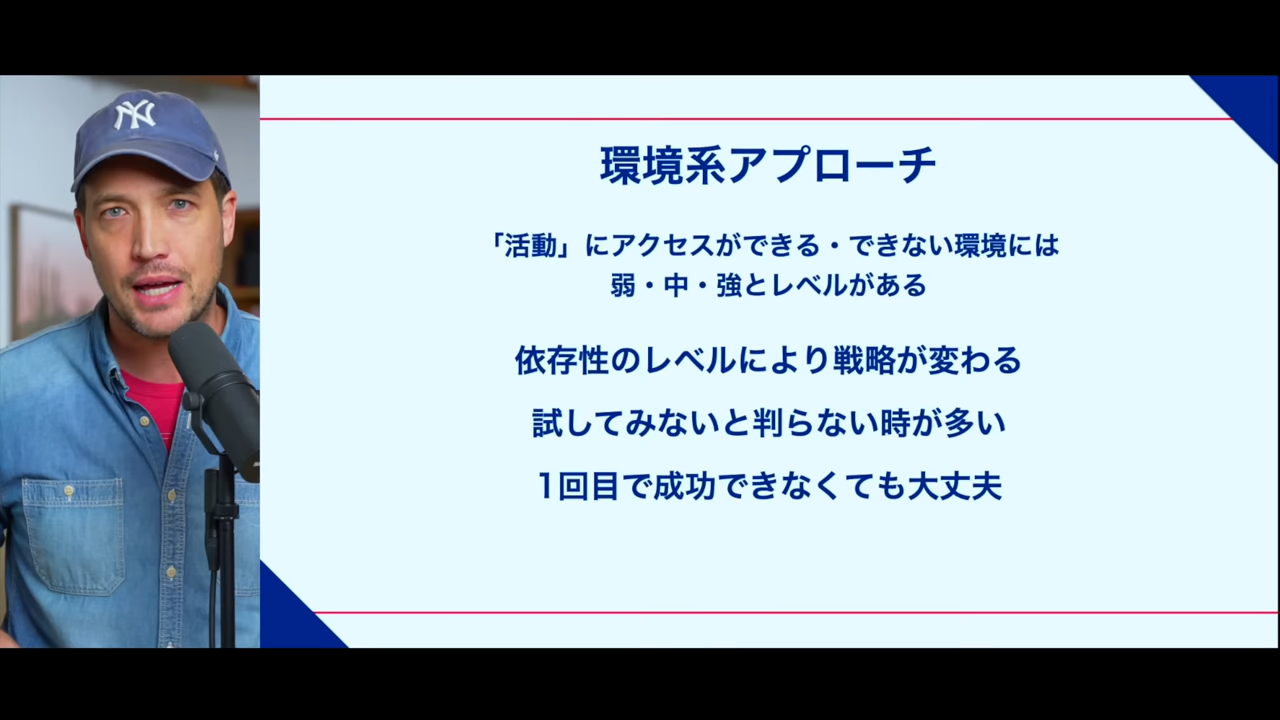 NY
環境系アプローチ
「活動」にアクセスができる・できない環境には
弱・中・強とレベルがある
依存性のレベルにより戦略が変わる
試してみないと判らない時が多い
1回目で成功できなくても大丈夫